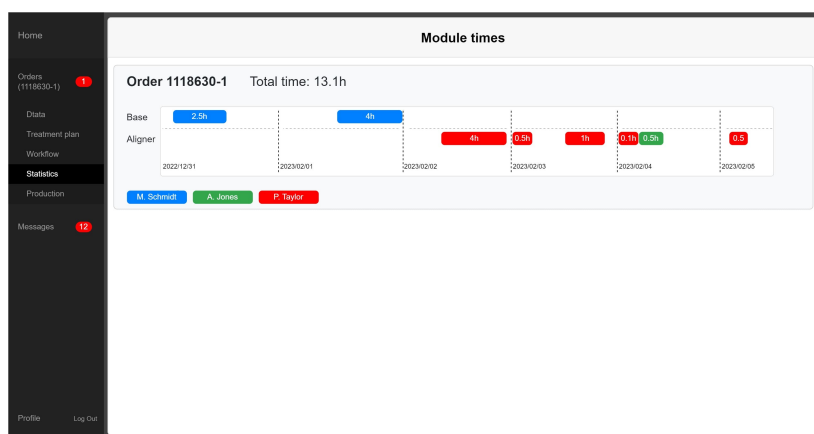 Home
Module times
Orders
(1118630-1)
1
Dtata
Treatment plan
Workflow
Statistics
Production
Messages
12
Profile
Log Out
Order 1118630-1 Total time: 13.1h
Base 2.5h 4h
Aligner 4h 0.5h 1h 0.1h 0.5h 0.5
2022/12/31 2023/02/01 2023/02/02 2023/02/03 2023/02/04 2023/02/05
M. Schmidt A. Jones P. Taylor